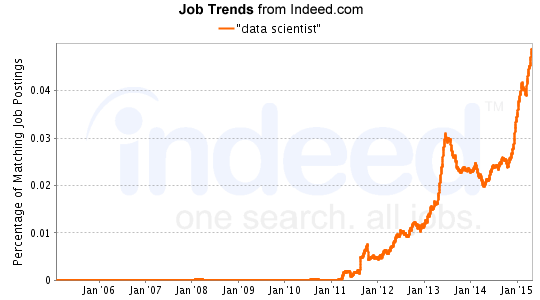 Job Trends from Indeed.com
"data scientist"
Percentage of Matching Job Postings
0.04
0.03
0.02
0.01
0
indeed™
one search. all jobs.
Jan'06 Jan'07 Jan'08 Jan'09 Jan'10 Jan'11 Jan'12 Jan'13 Jan'14 Jan'15